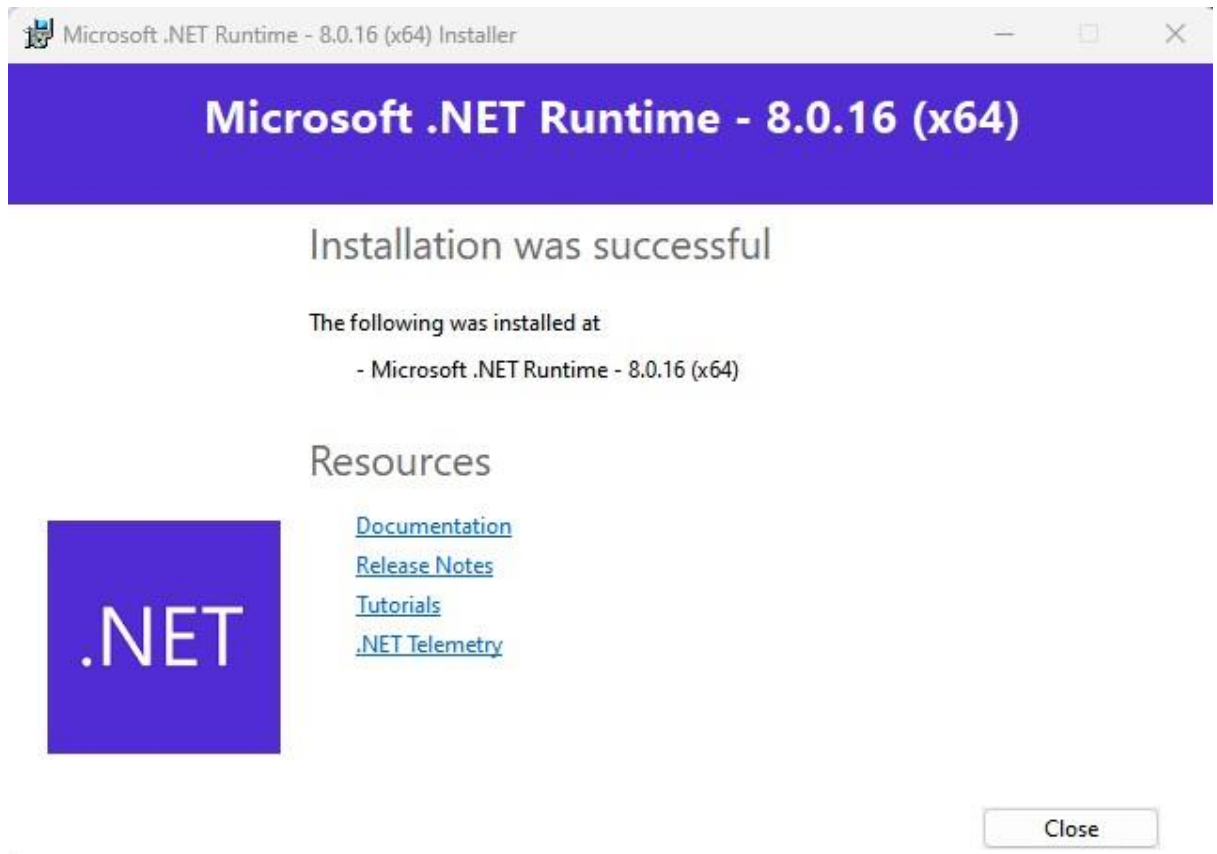 Microsoft .NET Runtime - 8.0.16 (x64) Installer
Microsoft .NET Runtime - 8.0.16 (x64)
Installation was successful
The following was installed at
- Microsoft .NET Runtime - 8.0.16 (x64)
Resources
Documentation
Release Notes
Tutorials
.NET Telemetry
.NET
Close